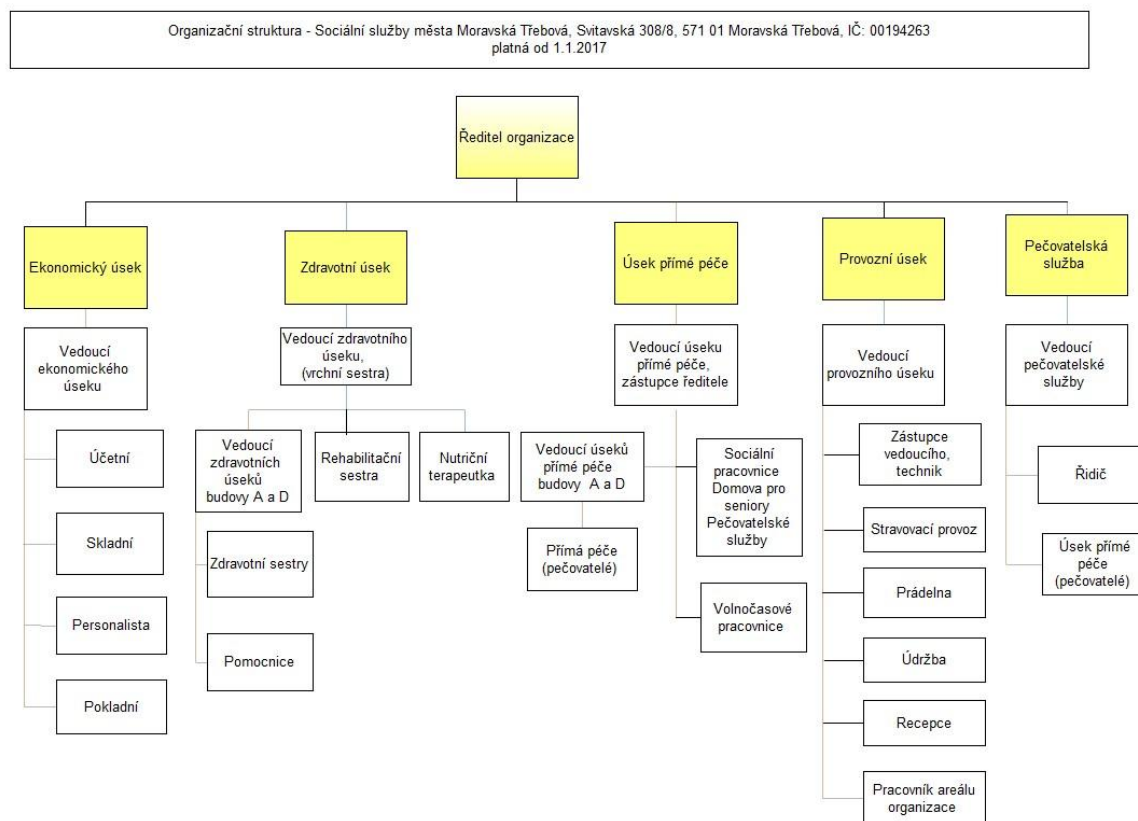 Organizační struktura - Sociální služby města Moravská Třebová, Svitavská 308/8, 571 01 Moravská Třebová, IČ: 00194263
platná od 1.1.2017
Ředitel organizace
Ekonomický úsek
Zdravotní úsek
Úsek přímé péče
Provozní úsek
Pečovatelská
služba
Vedoucí
ekonomického
úseku
Vedoucí zdravotního
úseku,
(vrchní sestra)
Vedoucí úseku
přímé péče,
zástupce ředitele
Vedoucí
provozního úseku
Vedoucí
pečovatelské
služby
Účetní
Skladní
Personalista
Pokladní
Vedoucí
zdravotních
úseků
budovy A a D
Rehabilitační
sestra
Nutriční
terapeutka
Zdravotní sestry
Pomocnice
Vedoucí úseků
přímé péče
budovy A a D
Přímá péče
(pečovatelé)
Sociální
pracovnice
Domova pro
seniory
Pečovatelské
služby
Volnočasové
pracovnice
Zástupce
vedoucího,
technik
Stravovací provoz
Prádelna
Údržba
Recepce
Pracovník areálu
organizace
Řidič
Úsek přímé
péče
(pečovatelé)